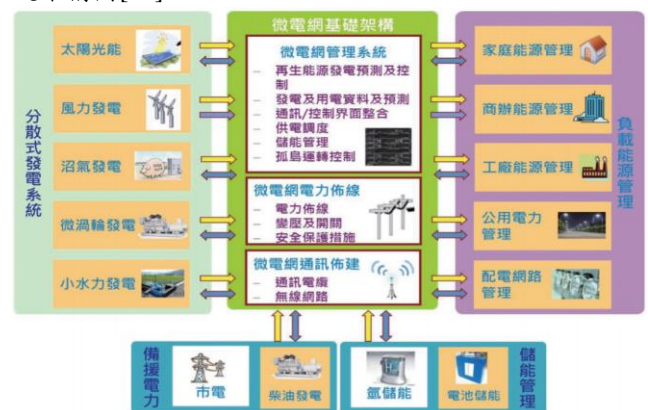 微電網基礎架構
分散式發電系統
太陽光能
風力發電
沼氣發電
微渦輪發電
小水力發電
微電網管理系統
– 再生能源發電預測及控
制
– 發電及用電資料及預測
– 通訊/控制界面整合
– 供電調度
– 儲能管理
– 孤島運轉控制
微電網電力佈線
– 電力佈線
– 變壓及開關
– 安全保護措施
微電網通訊佈建
– 通訊電纜
– 無線網路
家庭能源管理
商辦能源管理
工廠能源管理
公用電力
管理
配電網路
管理
負載能源管理
備援電力
市電
柴油發電
氫儲能
電池儲能
儲能管理